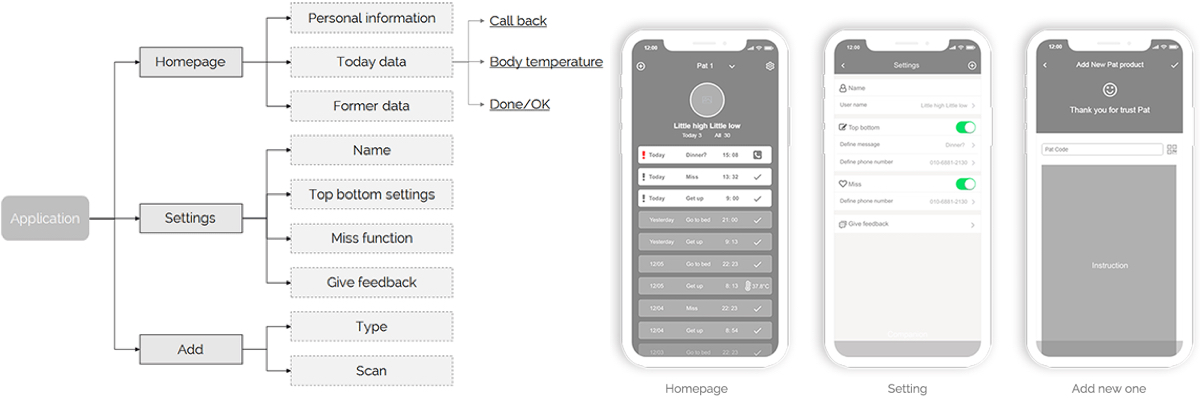 Application
Homepage
Personal information
Today data
Former data
Call back
Body temperature
Done/OK
Settings
Name
Top bottom settings
Miss function
Give feedback
Add
Type
Scan
12:00
Pat 1
Little high Little low
Today 3 All :30
Today Dinner? 15: 08
Today Miss 13: 32
Today Get up 9: 00
Yesterday Go to bed 21: 00
Yesterday Get up 9: 13
12/05 Go to bed 22: 23
12/05 Get up 8: 13 37.8°C
12/04 Miss 22: 23
12/04 Get up 8: 54
12/03 Go to bed 22: 23
Homepage
12:00
Settings
Name
User name Little high Little low
Top bottom
Define message Dinner?
Define phone number 010-6881-2130
Miss
Define phone number 010-6881-2130
Give feedback
Setting
12:00
Add New Pat product
Thank you for trust Pat
Pat Code
Instruction
Add new one